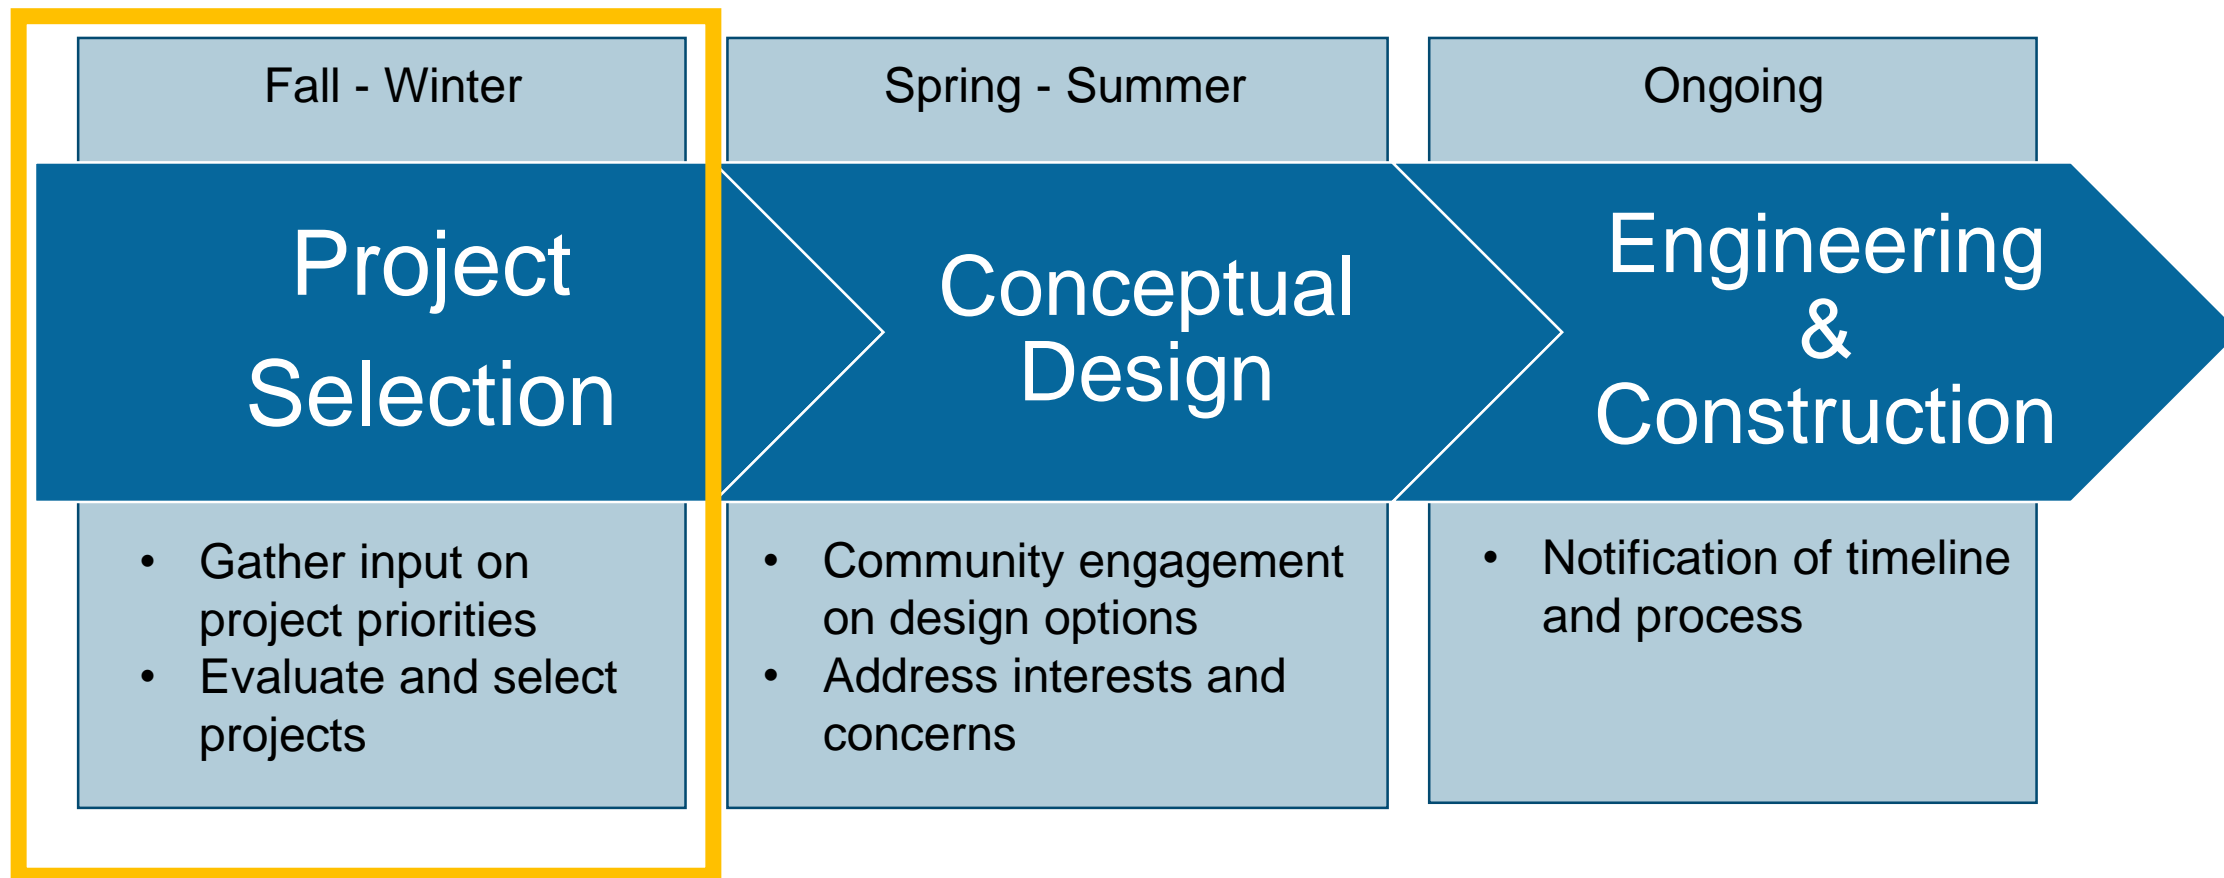 Fall - Winter
Project
Selection
• Gather input on
project priorities
• Evaluate and select
projects
Spring - Summer
Conceptual
Design
• Community engagement
on design options
• Address interests and
concerns
Ongoing
Engineering
&
Construction
• Notification of timeline
and process